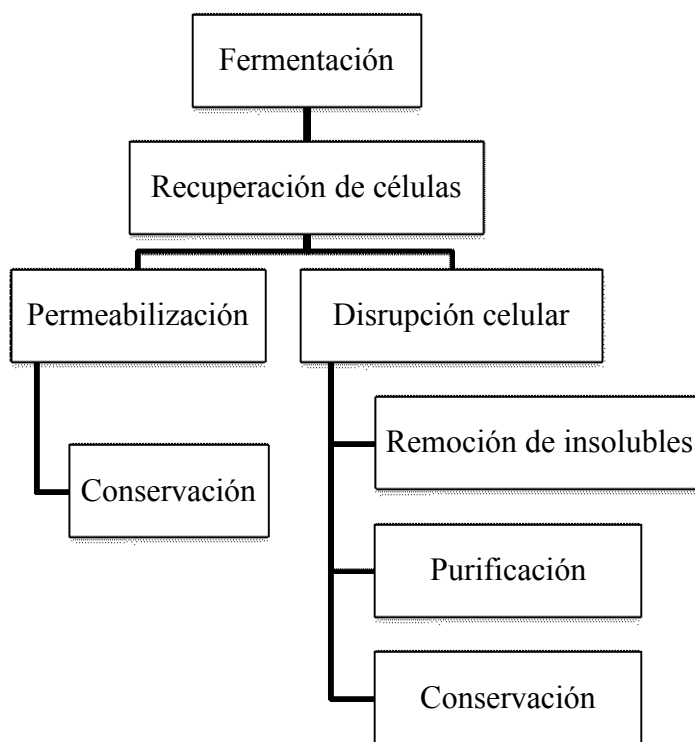 Fermentación
Recuperación de células
Permeabilización
Disrupción celular
Remoción de insolubles
Conservación
Purificación
Conservación